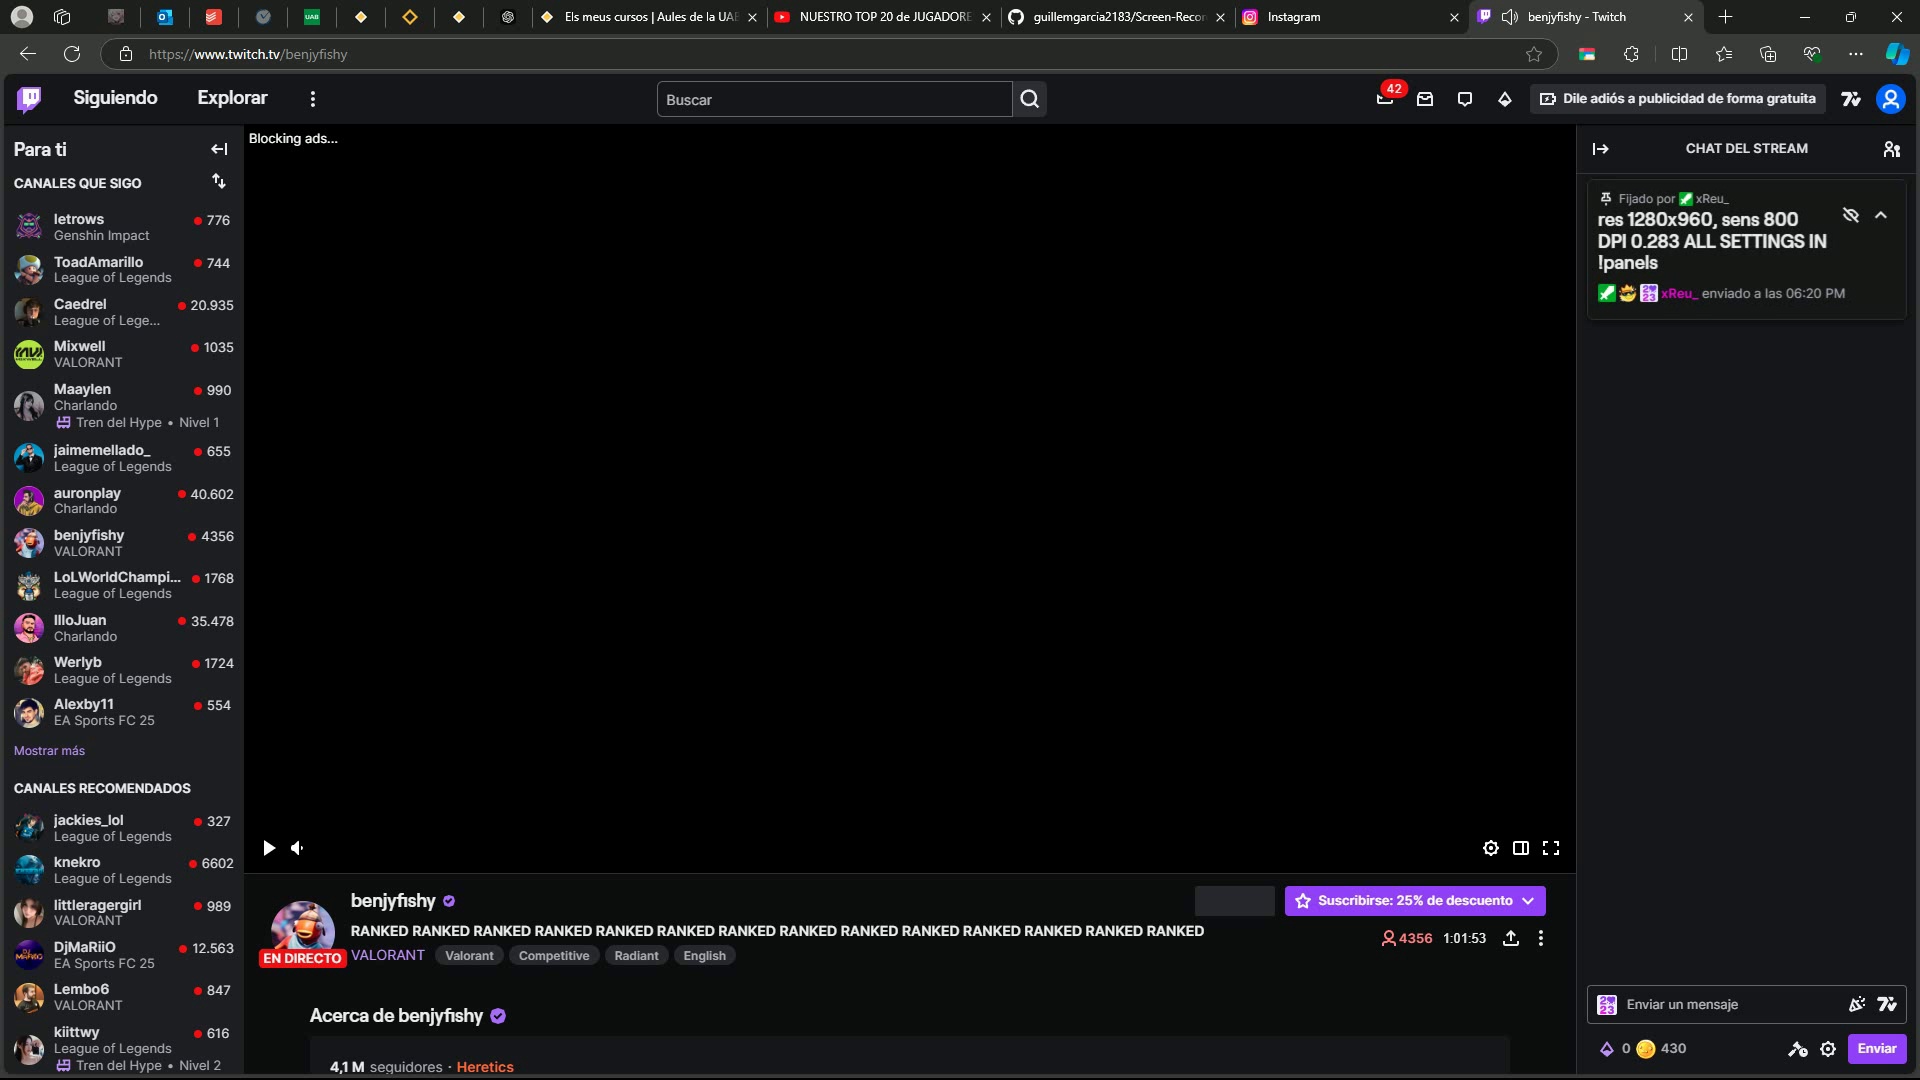 Els meus cursos | Aules de la UAB
NUESTRO TOP 20 de JUGADORE
guillemgarcia2183/Screen-Recor
Instagram
benjyfishy - Twitch
https://www.twitch.tv/benjyfishy
Siguiendo
Explorar
Buscar
42
Dile adiós a publicidad de forma gratuita
Para ti
CANALES QUE SIGO
letrows 776
Genshin Impact
ToadAmarillo 744
League of Legends
Caedrel 20.935
League of Lege...
Mixwell 1035
VALORANT
Maaylen 990
Charlando
Tren del Hype • Nivel 1
jaimemellado_ 655
League of Legends
auronplay 40.602
Charlando
benjyfishy 4356
VALORANT
LoLWorldChampi... 1768
League of Legends
IlloJuan 35.478
Charlando
Werlyb 1724
League of Legends
Alexby11 554
EA Sports FC 25
Mostrar más
CANALES RECOMENDADOS
jackies_lol 327
League of Legends
knekro 6602
League of Legends
littleragergirl 989
VALORANT
DjMaRiiO 12.563
EA Sports FC 25
Lembo6 847
VALORANT
kiittwy 616
League of Legends
Tren del Hype • Nivel 2
Blocking ads...
benjyfishy
Suscribirse: 25% de descuento
RANKED RANKED RANKED RANKED RANKED RANKED RANKED RANKED RANKED RANKED RANKED RANKED RANKED RANKED
4356 1:01:53
EN DIRECTO
VALORANT Valorant Competitive Radiant English
Acerca de benjyfishy
4,1 M seguidores · Heretics
CHAT DEL STREAM
Fijado por xReu_
res 1280x960, sens 800
DPI 0.283 ALL SETTINGS IN
!panels
xReu_ enviado a las 06:20 PM
Enviar un mensaje
0 430
Enviar